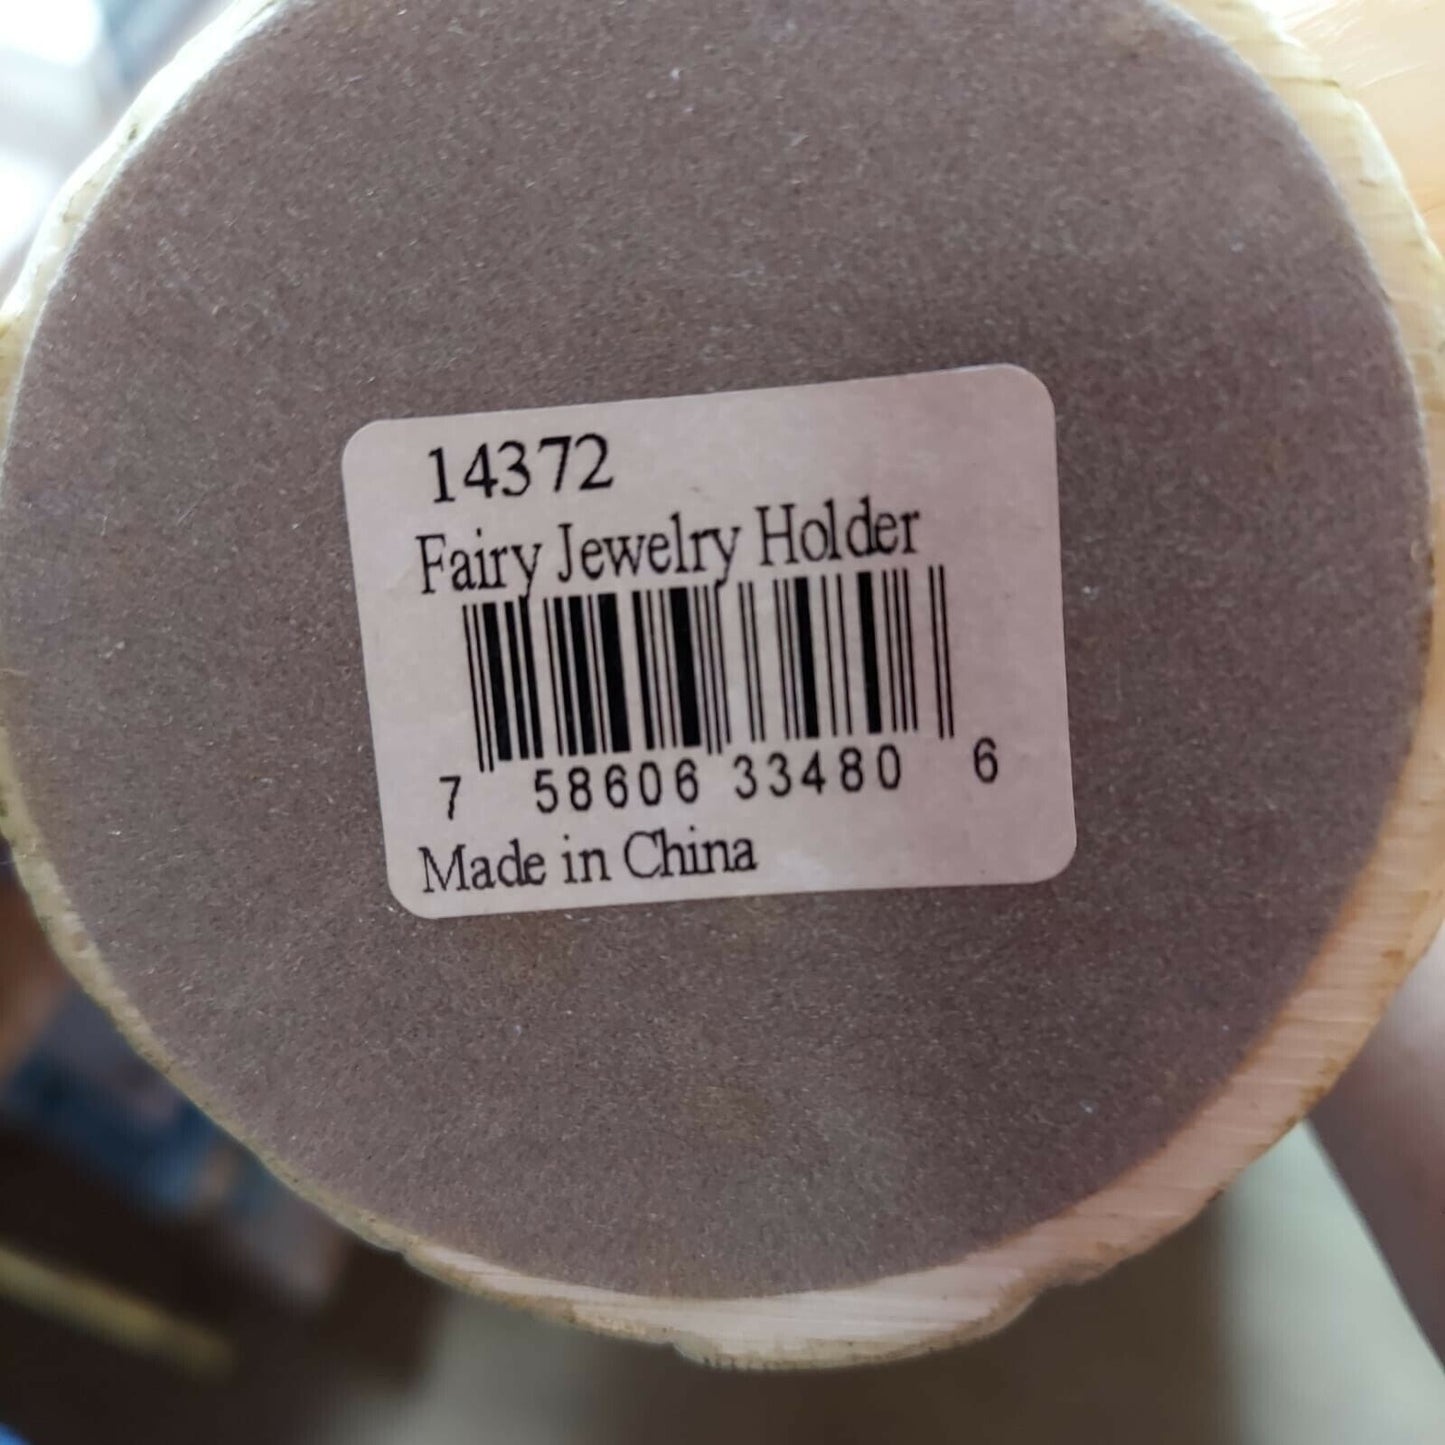 14372
Fairy Jewelry Holder
7 58606 33480 6
Made in China